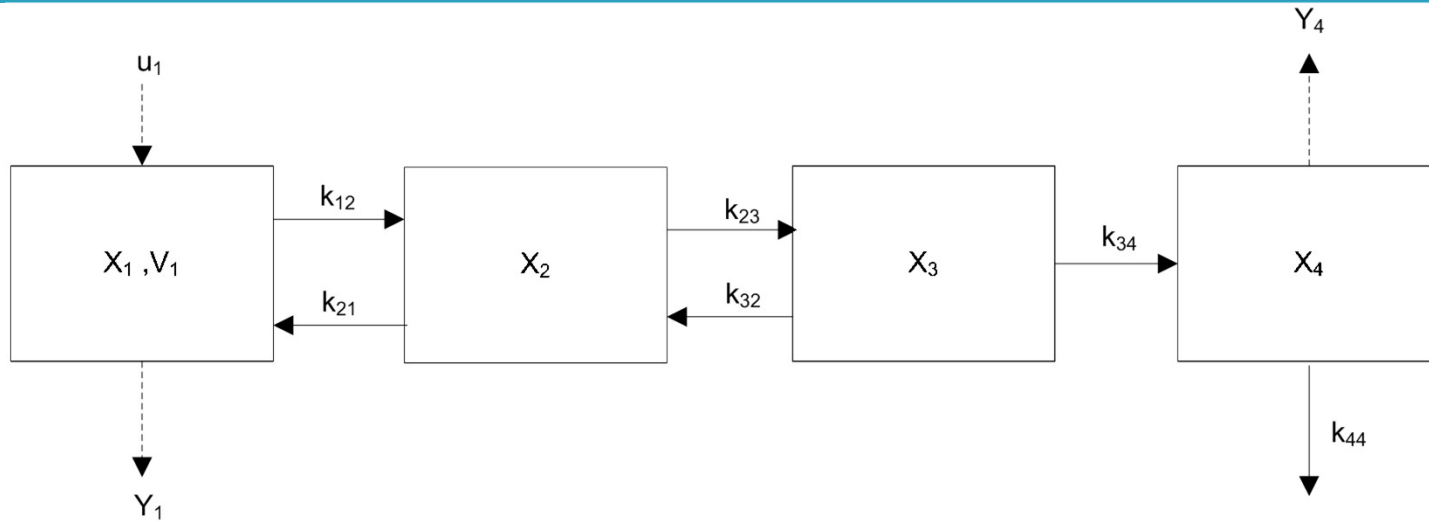 Y₄
u₁
k₁₂
k₂₃
k₃₄
X₁ ,V₁
X₂
X₃
X₄
k₂₁
k₃₂
k₄₄
Y₁